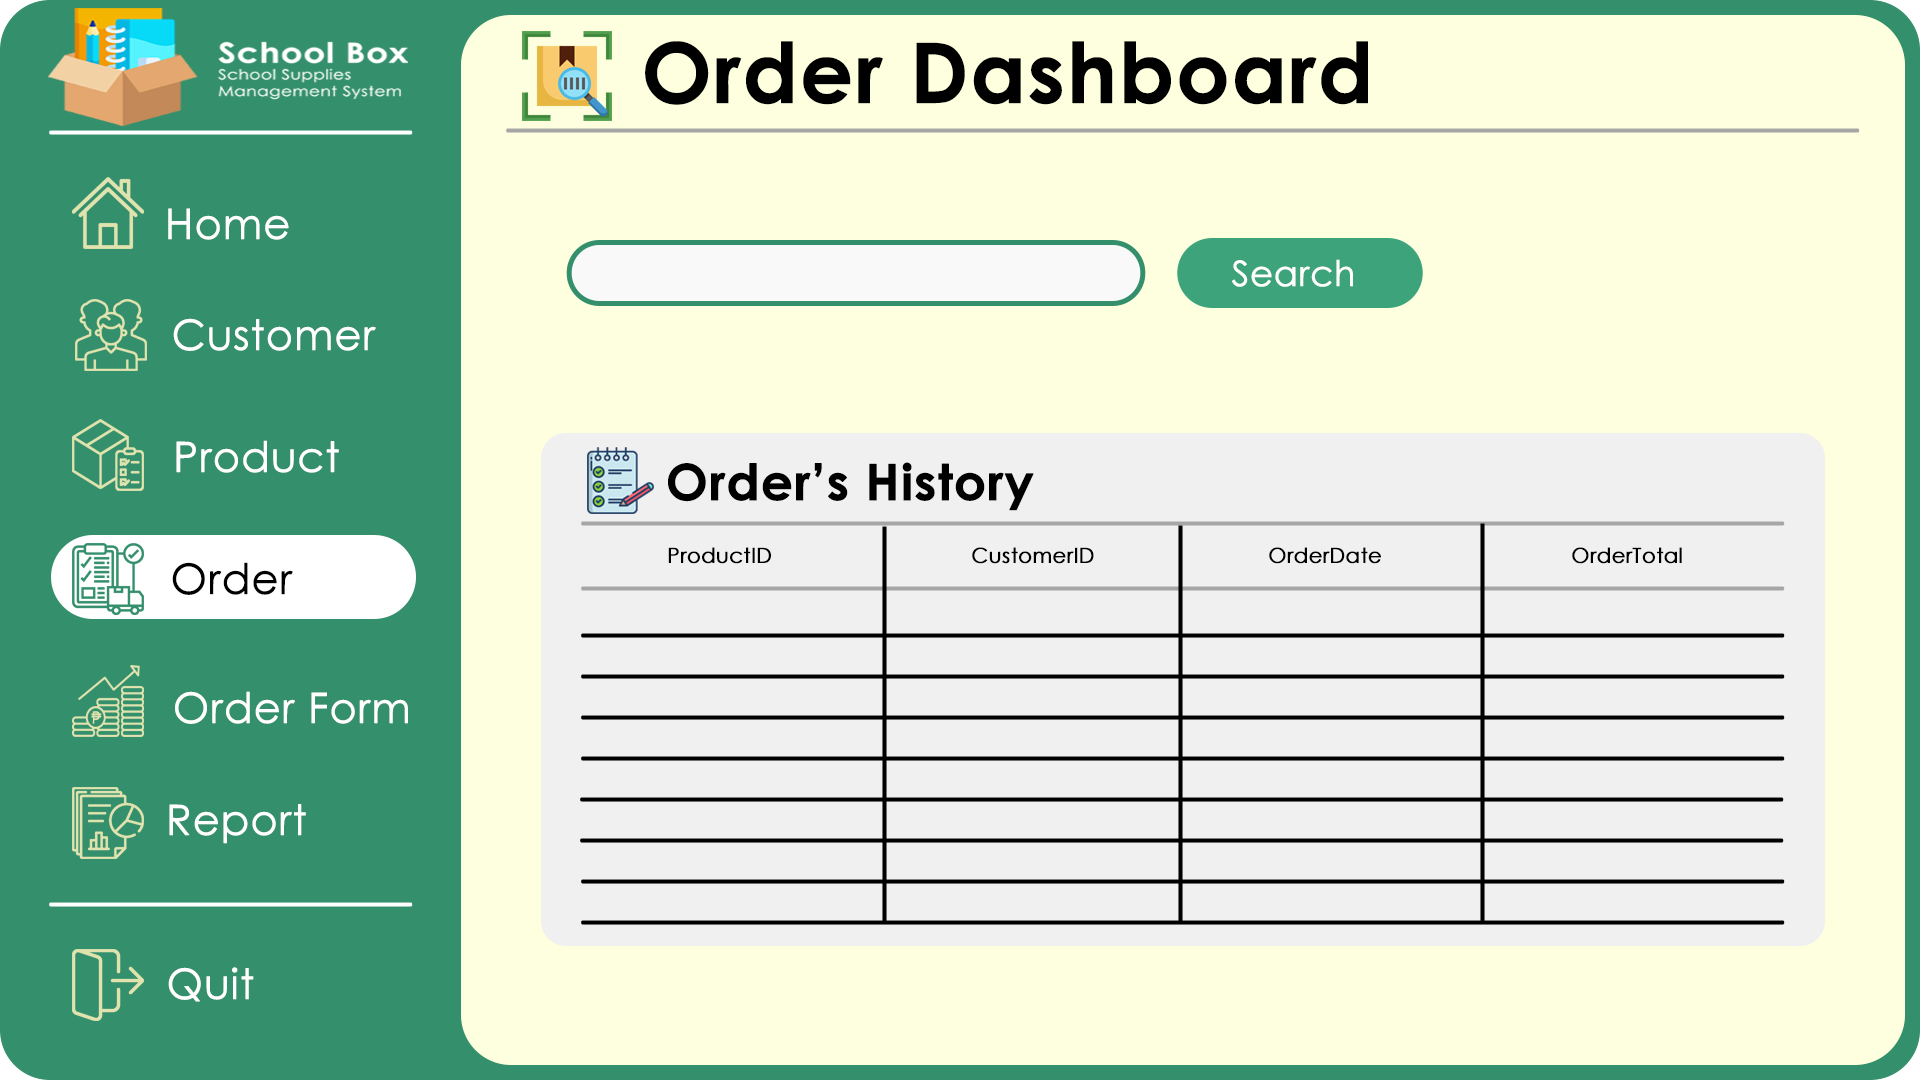 School Box
School Supplies
Management System
Home
Customer
Product
Order
Order Form
Report
Quit
Order Dashboard
Search
Order’s History
ProductID CustomerID OrderDate OrderTotal